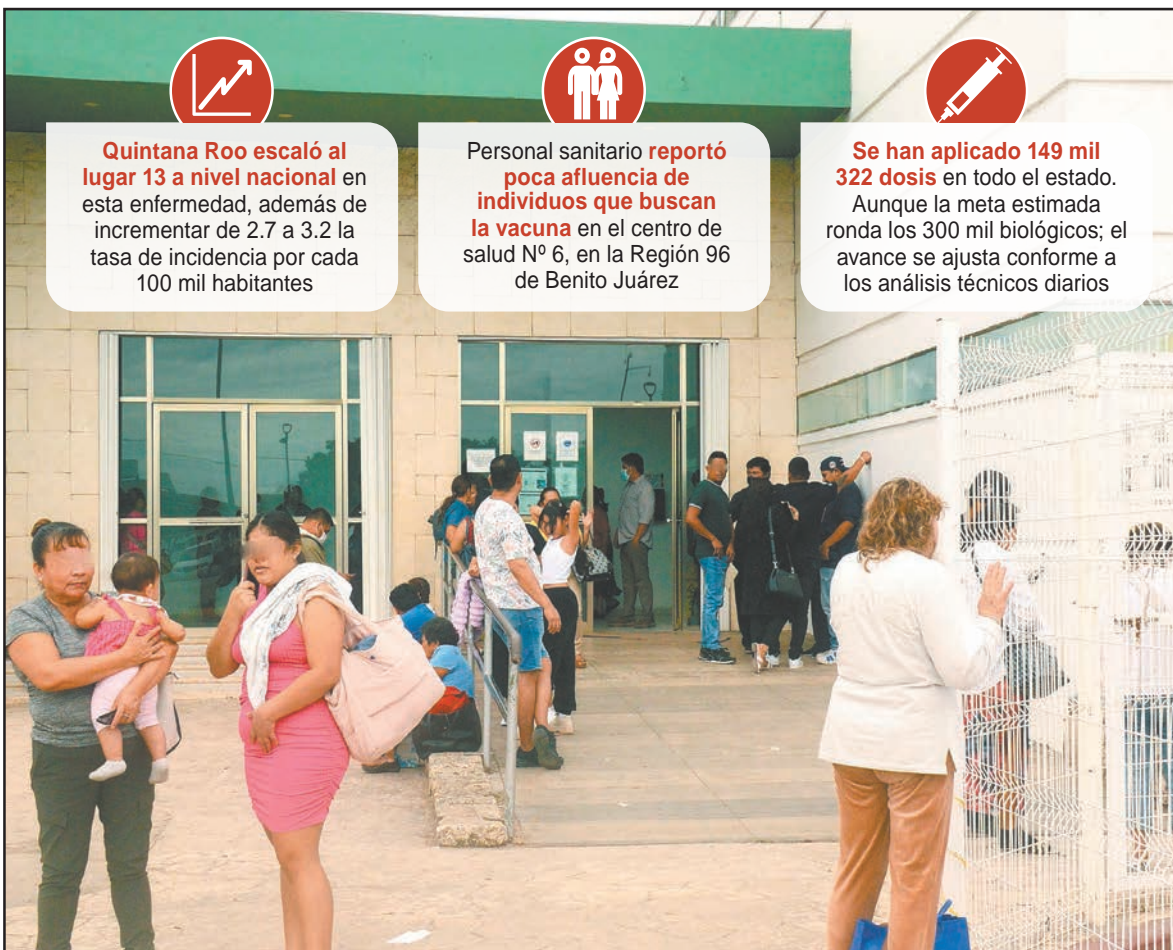 Quintana Roo escaló al
lugar 13 a nivel nacional en
esta enfermedad, además de
incrementar de 2.7 a 3.2 la
tasa de incidencia por cada
100 mil habitantes
Personal sanitario reportó
poca afluencia de
individuos que buscan
la vacuna en el centro de
salud Nº 6, en la Región 96
de Benito Juárez
Se han aplicado 149 mil
322 dosis en todo el estado.
Aunque la meta estimada
ronda los 300 mil biológicos; el
avance se ajusta conforme a
los análisis técnicos diarios